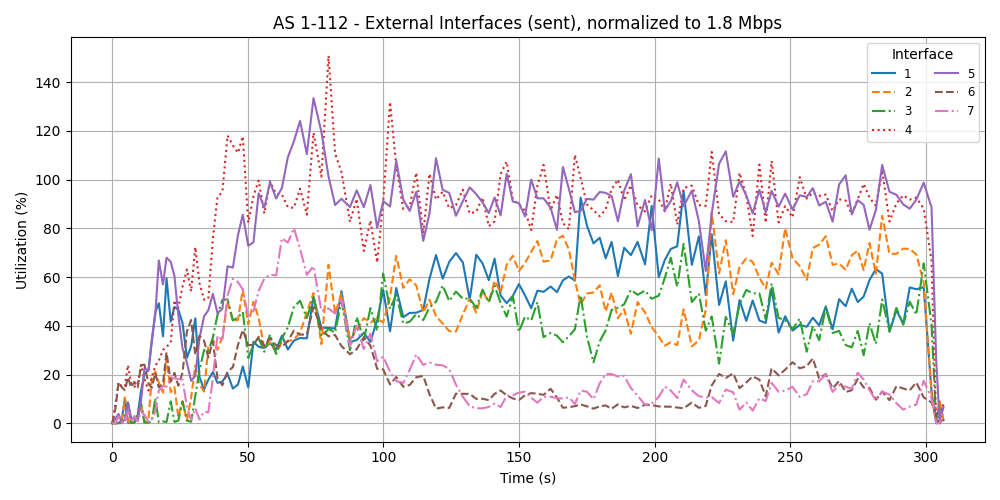 AS 1-112 - External Interfaces (sent), normalized to 1.8 Mbps
Utilization (%)
140
120
100
80
60
40
20
0
0 50 100 150 200 250 300
Time (s)
Interface
1 5
2 6
3 7
4